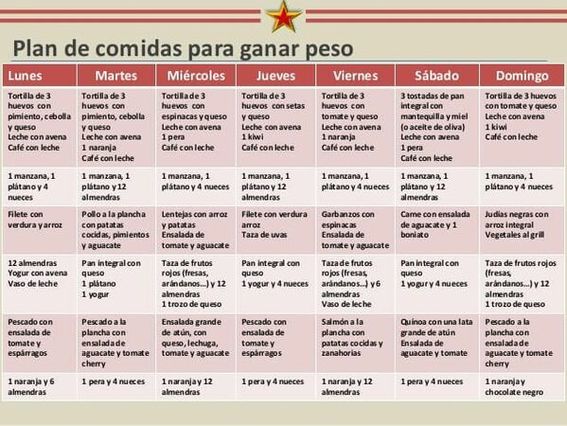 Plan de comidas para ganar peso
Lunes Martes Miércoles Jueves Viernes Sábado Domingo
Tortilla de 3
huevos con
pimiento, cebolla
y queso
Leche con avena
Café con leche
Tortilla de 3
huevos con
pimiento, cebolla
y queso
Leche con avena
1 naranja
Café con leche
Tortilla de 3
huevos con
espinacas y queso
Leche con avena
1 pera
Café con leche
Tortilla de 3
huevos con setas
y queso
Leche con avena
1 kiwi
Café con leche
Tortilla de 3
huevos con
tomate y queso
Leche con avena
1 naranja
Café con leche
3 tostadas de pan
integral con
mantequilla y miel
(o aceite de oliva)
Leche con avena
1 pera
Café con leche
Tortilla de 3 huevos
con tomate y queso
Leche con avena
1 kiwi
Café con leche
1 manzana, 1
plátano y 4
nueces
1 manzana, 1
plátano y 12
almendras
1 manzana, 1
plátano y 4 nueces
1 manzana, 1
plátano y 12
almendras
1 manzana, 1
plátano y 4 nueces
1 manzana, 1
plátano y 12
almendras
1 manzana, 1
plátano y 4 nueces
Filete con
verdura y arroz
Pollo a la plancha
con patatas
cocidas, pimientos
y aguacate
Lentejas con arroz
y patatas
Ensalada de
tomate y aguacate
Filete con verdura
arroz
Taza de uvas
Garbanzos con
espinacas
Ensalada de
tomate y aguacate
Carne con ensalada
de aguacate y 1
boniato
Judías negras con
arroz integral
Vegetales al grill
12 almendras
Yogur con avena
Vaso de leche
Pan integral con
queso
1 plátano
1 yogur
Taza de frutos
rojos (fresas,
arándanos...) y 12
almendras
1 trozo de queso
Pan integral con
queso
1 yogur y 4 nueces
Taza de frutos
rojos (fresas,
arándanos...) y 6
almendras
Vaso de leche
Pan integral con
queso
1 yogur y 4 nueces
Taza de frutos rojos
(fresas,
arándanos...) y 12
almendras
1 trozo de queso
Pescado con
ensalada de
tomate y
espárragos
Pescado a la
plancha con
ensalada de
aguacate y tomate
cherry
Ensalada grande
de atún, con
queso, lechuga,
tomate y aguacate
Pescado con
ensalada de
tomate y
espárragos
Salmón a la
plancha con
patatas cocidas y
zanahorias
Quinoa con una lata
grande de atún
Ensalada de
aguacate y tomate
Pescado a la
plancha con
ensalada de
aguacate y tomate
cherry
1 naranja y 6
almendras
1 pera y 4 nueces
1 naranja y 12
almendras
1 pera y 4 nueces
1 naranja y 12
almendras
1 pera y 4 nueces
1 naranja y
chocolate negro